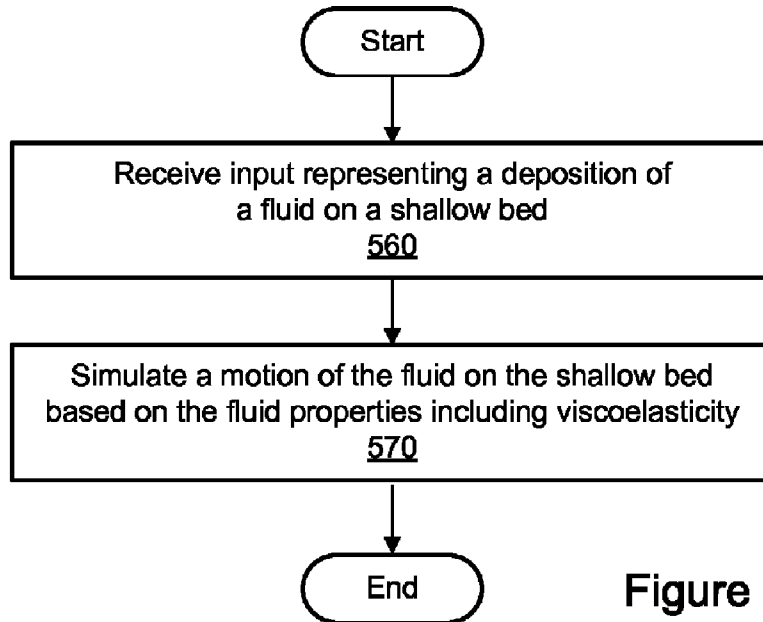 Start
Receive input representing a deposition of
a fluid on a shallow bed
560
Simulate a motion of the fluid on the shallow bed
based on the fluid properties including viscoelasticity
570
End
Figure